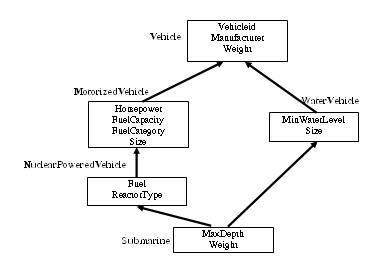 Vehicle
Vehicleid
Manufacturer
Weight
MotorizedVehicle
WaterVehicle
Horsepower
FuelCapacity
FuelCategory
Size
MinWaterLevel
Size
NuclearPoweredVehicle
Fuel
ReactorType
Submarine
MaxDepth
Weight